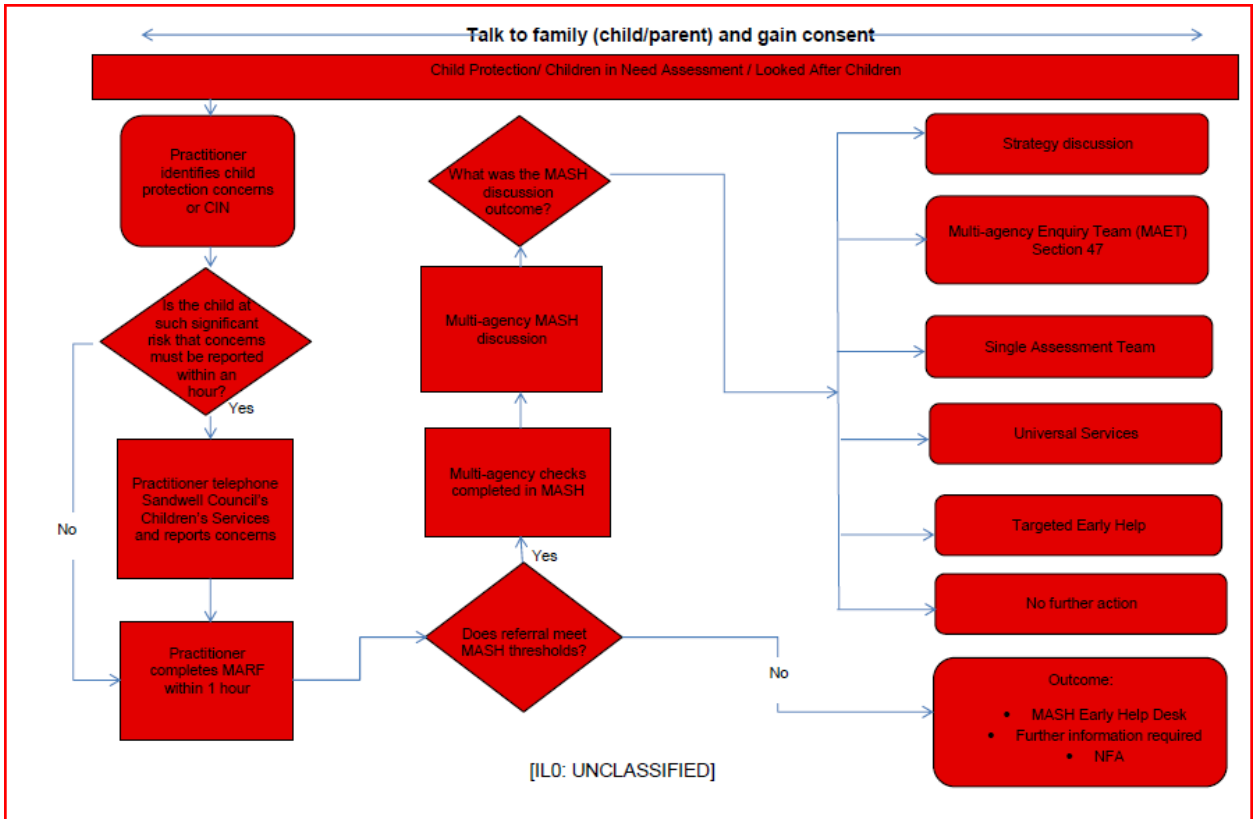 Talk to family (child/parent) and gain consent
Child Protection/ Children in Need Assessment / Looked After Children
Practitioner
identifies child
protection concerns
or CIN
Is the child at
such significant
risk that concerns
must be reported
within an
hour?
Yes
No
Practitioner telephone
Sandwell Council's
Children's Services
and reports concerns
Practitioner
completes MARF
within 1 hour
What was the MASH
discussion
outcome?
Multi-agency MASH
discussion
Multi-agency checks
completed in MASH
Yes
Does referral meet
MASH thresholds?
No
Strategy discussion
Multi-agency Enquiry Team (MAET)
Section 47
Single Assessment Team
Universal Services
Targeted Early Help
No further action
Outcome:
• MASH Early Help Desk
• Further information required
• NFA
[IL0: UNCLASSIFIED]